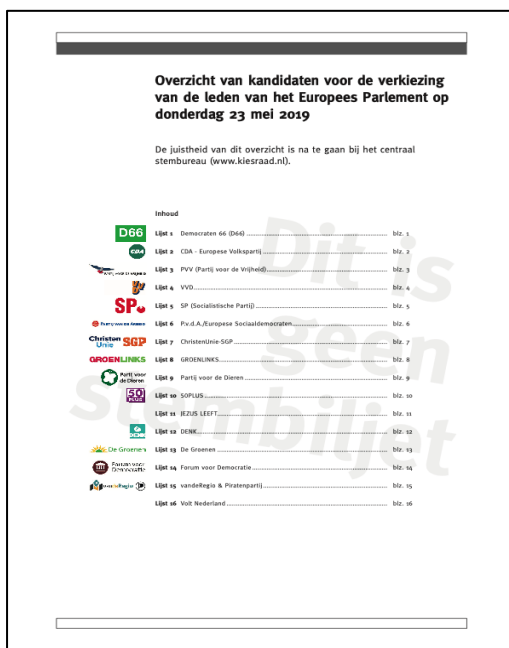 Overzicht van kandidaten voor de verkiezing
van de leden van het Europees Parlement op
donderdag 23 mei 2019
De juistheid van dit overzicht is na te gaan bij het centraal
stembureau (www.kiesraad.nl).
Inhoud
D66 Lijst 1 Democraten 66 (D66) blz. 1
CDA Lijst 2 CDA - Europese Volkspartij blz. 2
Lijst 3 PVV (Partij voor de Vrijheid) blz. 3
Lijst 4 VVD blz. 4
SP Lijst 5 SP (Socialistische Partij) blz. 5
Lijst 6 P.v.d.A./Europese Sociaaldemocraten blz. 6
Christen Unie SGP Lijst 7 ChristenUnie-SGP blz. 7
GROENLINKS Lijst 8 GROENLINKS blz. 8
Partij voor de Dieren Lijst 9 Partij voor de Dieren blz. 9
50 PLUS Lijst 10 50PLUS blz. 10
Lijst 11 JEZUS LEEFT blz. 11
DENK Lijst 12 DENK blz. 12
De Groenen Lijst 13 De Groenen blz. 13
Forum voor Democratie Lijst 14 Forum voor Democratie blz. 14
vandeRegio Lijst 15 vandeRegio & Piratenpartij blz. 15
Lijst 16 Volt Nederland blz. 16
Dit is
geen
stembiljet